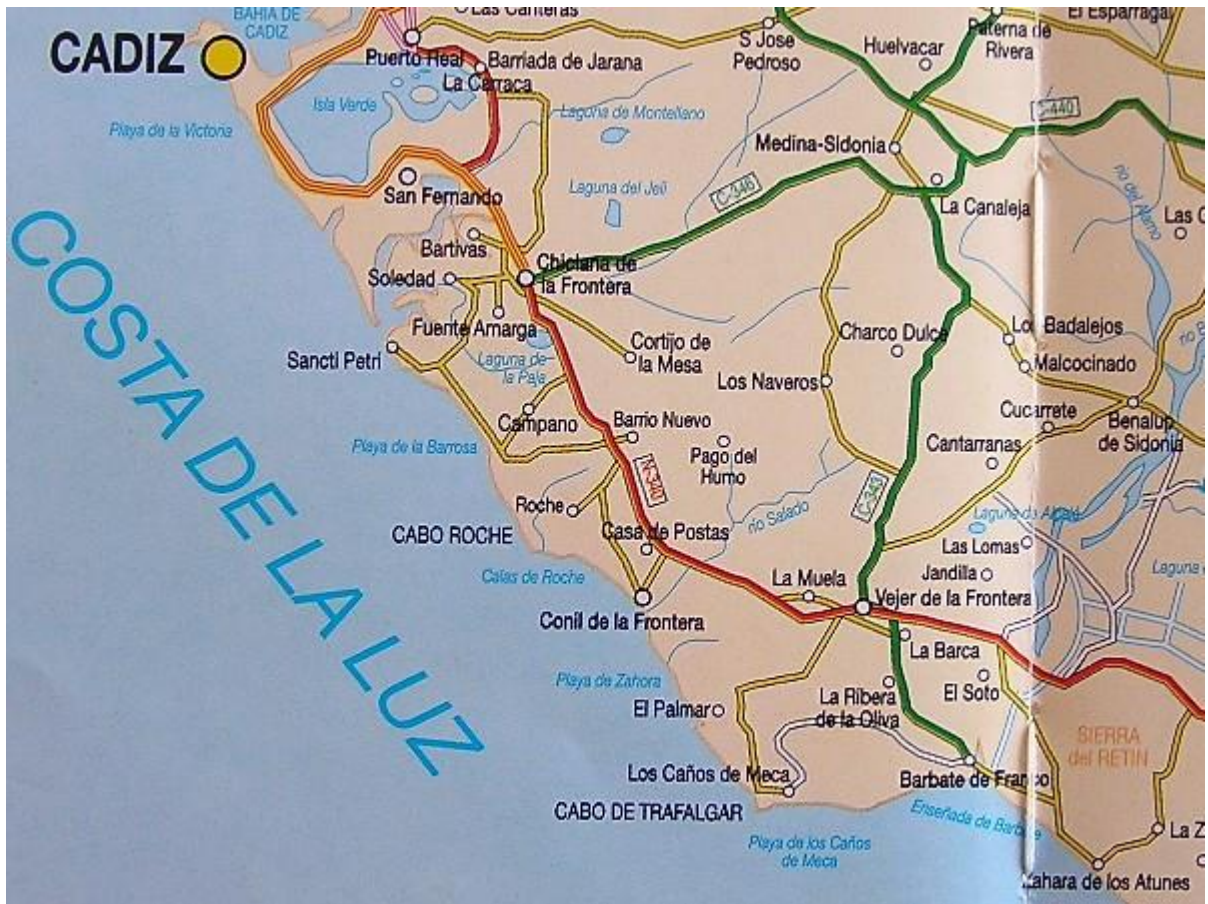 BAHIA DE
CADIZ
Las Canteras
El Esparragal
CADIZ
Puerto Real
Barriada de Jarana
La Carraca
S Jose
Pedroso
Huelvacar
Paterna de
Rivera
Isla Verde
Playa de la Victoria
Laguna de Montellano
C-440
Medina-Sidonia
San Fernando
Laguna del Jeli
C-346
La Canaleja
rio del Alamo
Las
Bartivas
Soledad
Chiclana de
la Frontera
COSTA DE LA LUZ
Fuente Amarga
Sancti Petri
Laguna de
la Paja
Cortijo de
la Mesa
Charco Dulce
Los Badalejos
Malcocinado
Los Naveros
Campano
Barrio Nuevo
Cucarrete
Benalup
de Sidonia
Playa de la Barrosa
Pago del
Humo
Cantarranas
N-340
C-343
Roche
rio Salado
CABO ROCHE
Casa de Postas
Las Lomas
Calas de Roche
La Muela
Jandilla
Laguna
Conil de la Frontera
Vejer de la Frontera
La Barca
Playa de Zahora
El Palmar
La Ribera
de la Oliva
El Soto
SIERRA
del RETIN
Los Caños de Meca
Barbate de Franco
CABO DE TRAFALGAR
Enseñada de
La Z
Playa de los Caños
de Meca
Zahara de los Atunes